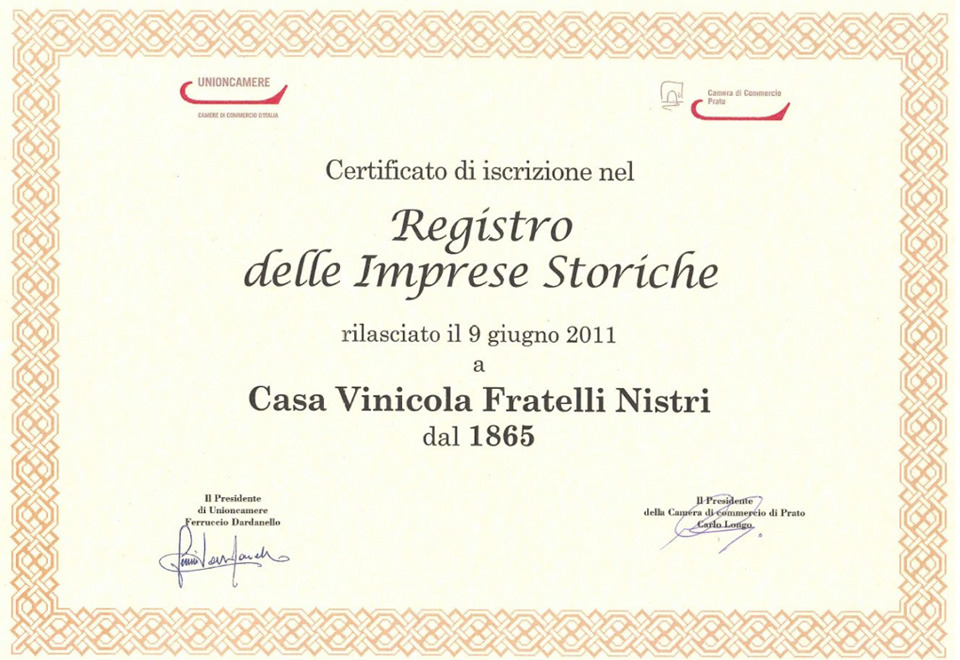 UNIONCAMERE
CAMERE DI COMMERCIO D'ITALIA
Camera di Commercio
Prato
Certificato di iscrizione nel
Registro
delle Imprese Storiche
rilasciato il 9 giugno 2011
a
Casa Vinicola Fratelli Nistri
dal 1865
Il Presidente
di Unioncamere
Ferruccio Dardanello
Il Presidente
della Camera di commercio di Prato
Carlo Longo